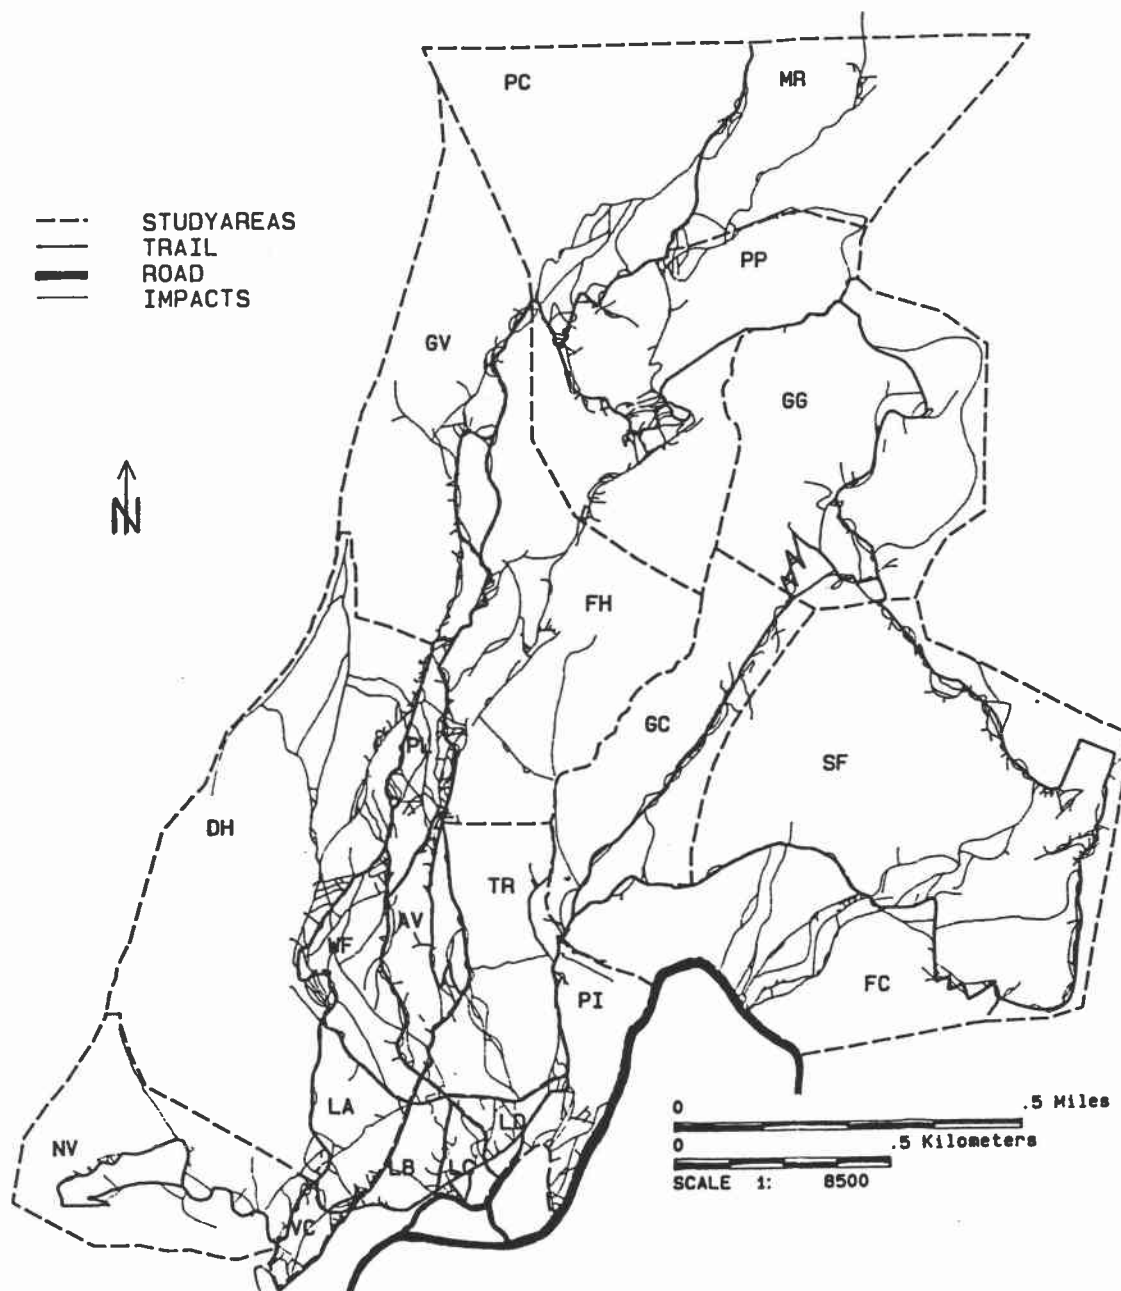 PC
MR
STUDYAREAS
TRAIL
ROAD
IMPACTS
PP
GV
GG
N
FH
GC
PL
SF
DH
TR
AV
WF
FC
PI
LA
0 .5 Miles
LD
0 .5 Kilometers
NV
LB
LC
SCALE 1: 8500
VC